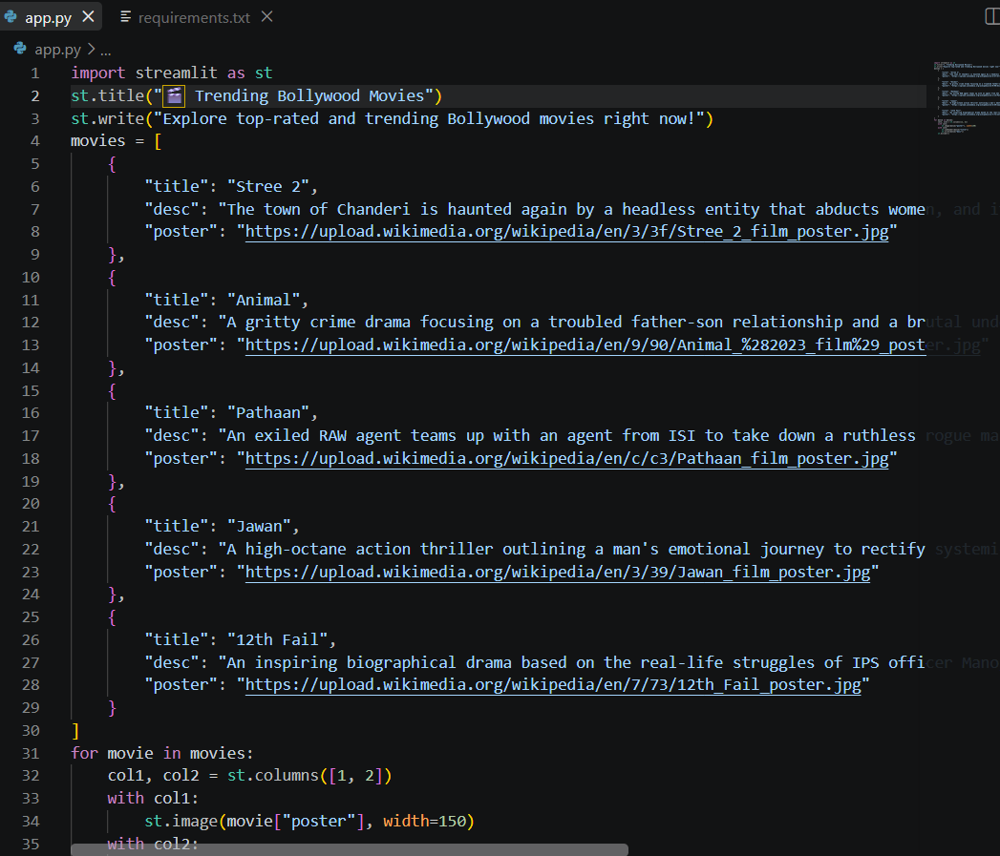 app.py
requirements.txt
app.py > ...
1 import streamlit as st
2 st.title("🎬 Trending Bollywood Movies")
3 st.write("Explore top-rated and trending Bollywood movies right now!")
4 movies = [
5 {
6 "title": "Stree 2",
7 "desc": "The town of Chanderi is haunted again by a headless entity that abducts women, and
8 "poster": "https://upload.wikimedia.org/wikipedia/en/3/3f/Stree_2_film_poster.jpg"
9 },
10 {
11 "title": "Animal",
12 "desc": "A gritty crime drama focusing on a troubled father-son relationship and a brutal
13 "poster": "https://upload.wikimedia.org/wikipedia/en/9/90/Animal_%282023_film%29_poster.jpg"
14 },
15 {
16 "title": "Pathaan",
17 "desc": "An exiled RAW agent teams up with an agent from ISI to take down a ruthless rogue
18 "poster": "https://upload.wikimedia.org/wikipedia/en/c/c3/Pathaan_film_poster.jpg"
19 },
20 {
21 "title": "Jawan",
22 "desc": "A high-octane action thriller outlining a man's emotional journey to rectify
23 "poster": "https://upload.wikimedia.org/wikipedia/en/3/39/Jawan_film_poster.jpg"
24 },
25 {
26 "title": "12th Fail",
27 "desc": "An inspiring biographical drama based on the real-life struggles of IPS officer
28 "poster": "https://upload.wikimedia.org/wikipedia/en/7/73/12th_Fail_poster.jpg"
29 }
30 ]
31 for movie in movies:
32 col1, col2 = st.columns([1, 2])
33 with col1:
34 st.image(movie["poster"], width=150)
35 with col2: